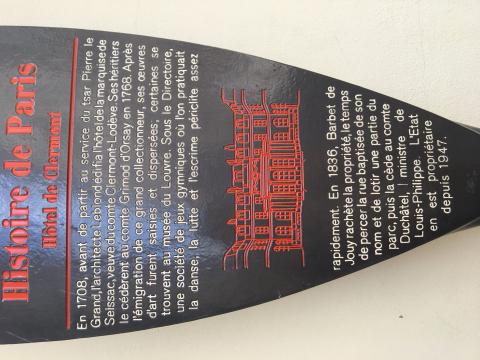 Histoire de Paris
Hôtel de Clermont
En 1708, avant de partir au service du tsar Pierre le
Grand, l'architecte Leblond édifia l'hôtel de la marquise de
Seissac, veuve du comte Clermont-Lodève. Ses héritiers
le cédèrent au comte Grimod d'Orsay en 1768. Après
l'émigration de ce grand collectionneur, ses œuvres
d'art furent saisies et dispersées; certaines se
trouvent au musée du Louvre. Sous le Directoire,
une société de jeux gymniques où l'on pratiquait
la danse, la lutte et l'escrime périclite assez
rapidement. En 1836, Barbet de
Jouy rachète la propriété, le temps
de percer la rue baptisée de son
nom et de lotir une partie du
parc, puis la cède au comte
Duchâtel, ministre de
Louis-Philippe. L'État
en est propriétaire
depuis 1947.